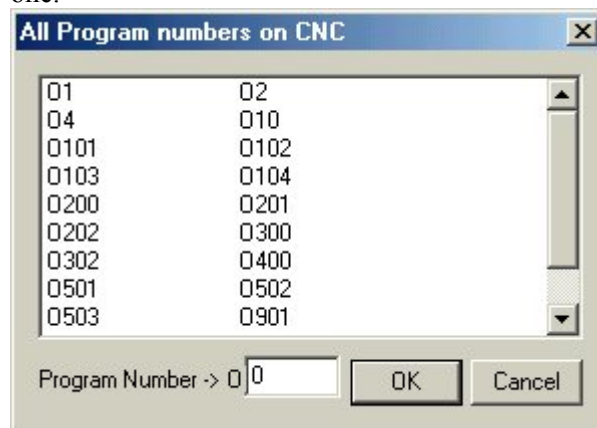 All Program numbers on CNC
O1 O2
O4 O10
O101 O102
O103 O104
O200 O201
O202 O300
O302 O400
O501 O502
O503 O901
Program Number -> O 0 OK Cancel